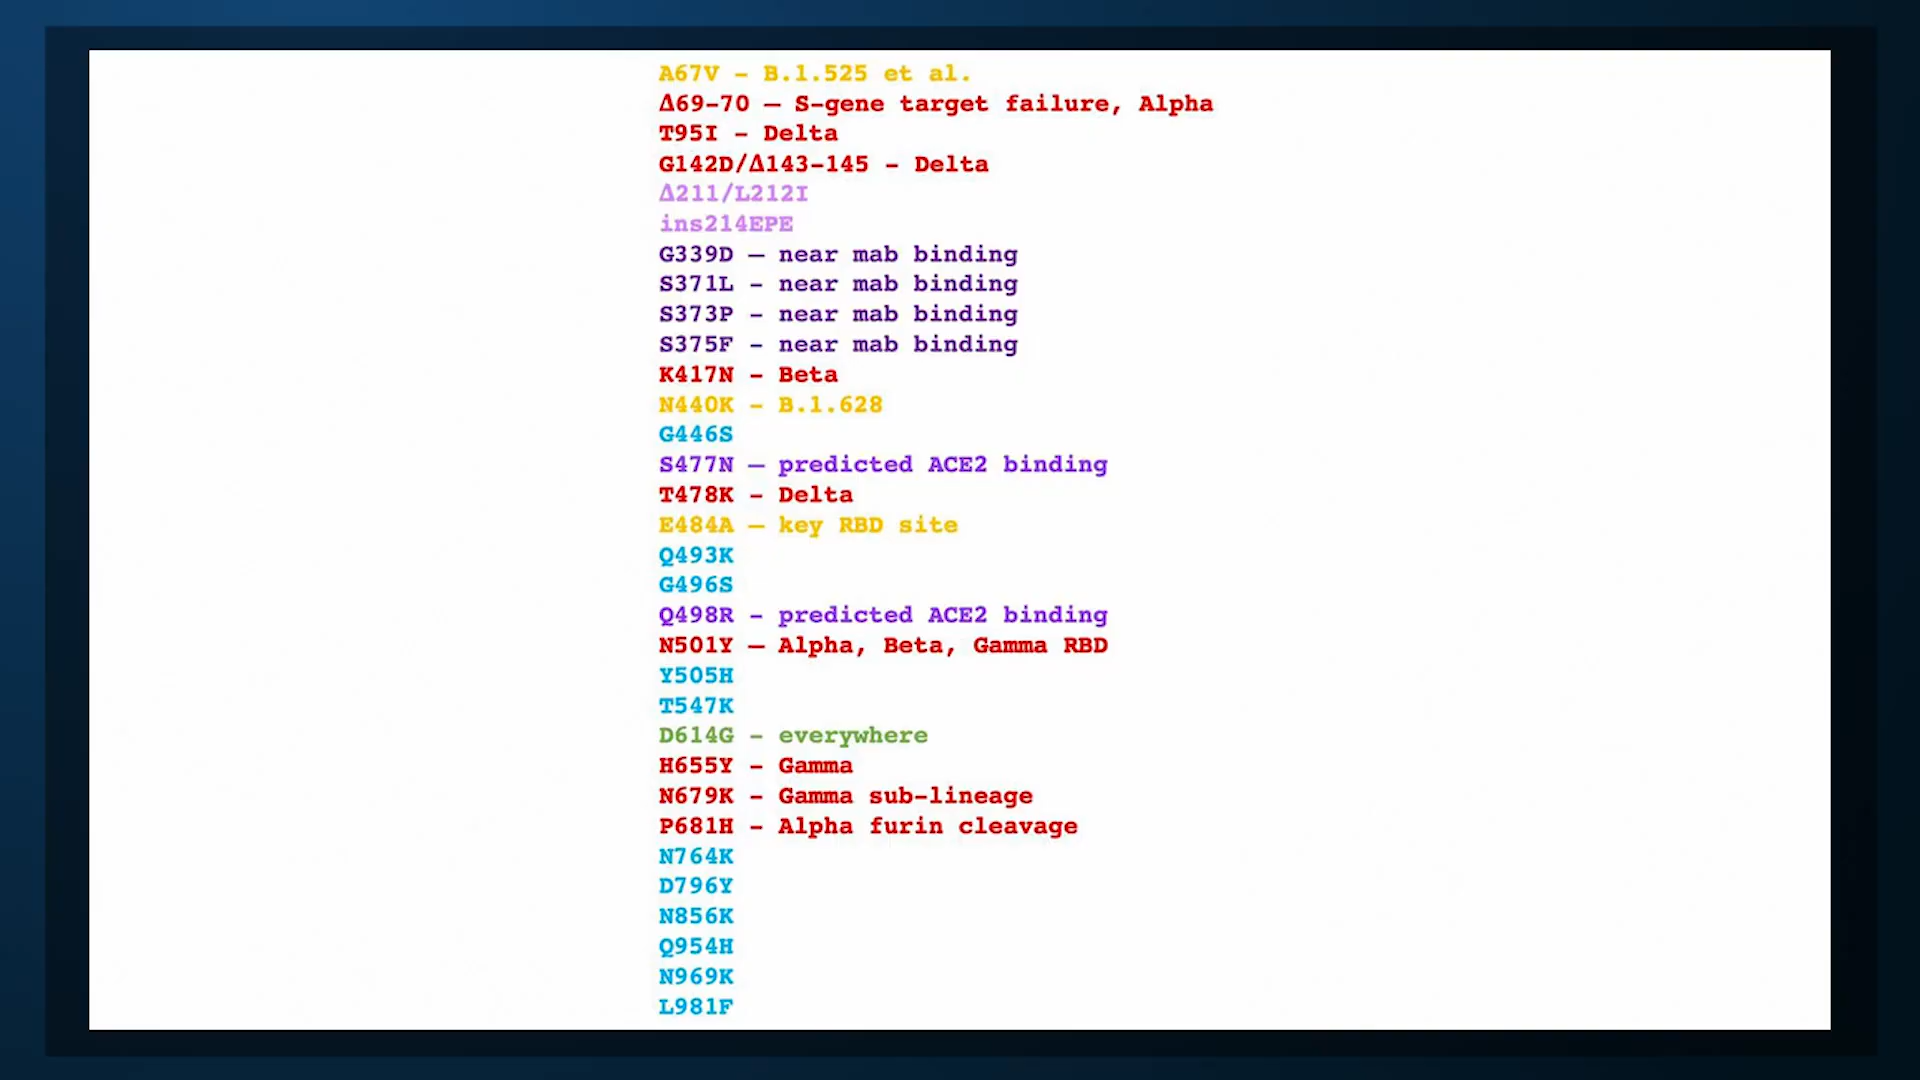 A67V – B.1.525 et al.
Δ69-70 — S-gene target failure, Alpha
T95I – Delta
G142D/Δ143-145 – Delta
Δ211/L212I
ins214EPE
G339D — near mab binding
S371L – near mab binding
S373P – near mab binding
S375F – near mab binding
K417N – Beta
N440K – B.1.628
G446S
S477N — predicted ACE2 binding
T478K – Delta
E484A — key RBD site
Q493K
G496S
Q498R – predicted ACE2 binding
N501Y — Alpha, Beta, Gamma RBD
Y505H
T547K
D614G – everywhere
H655Y – Gamma
N679K – Gamma sub-lineage
P681H – Alpha furin cleavage
N764K
D796Y
N856K
Q954H
N969K
L981F